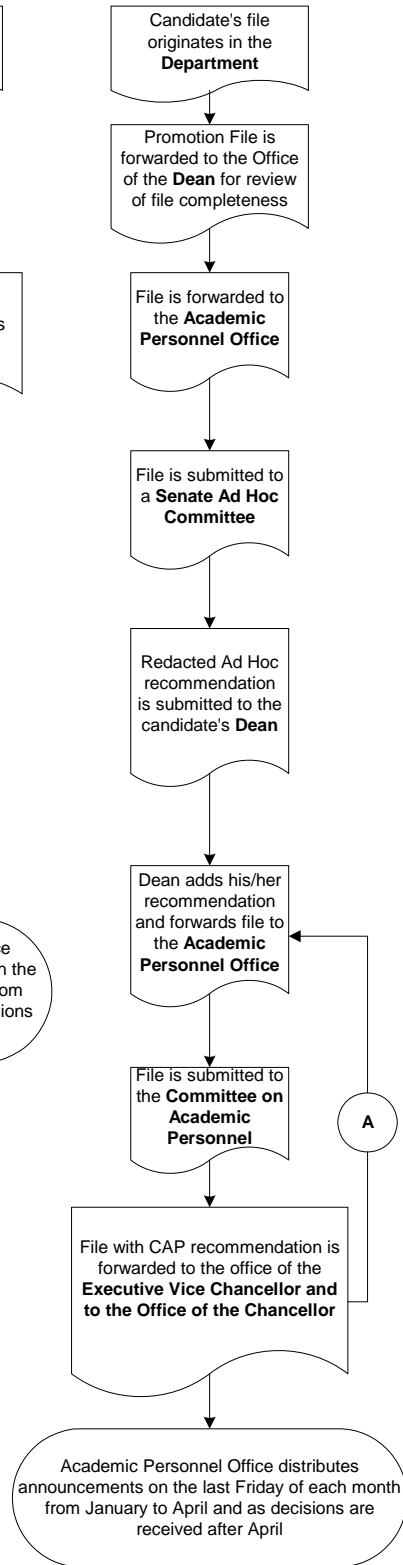 Candidate's file
originates in the
Department
Promotion File is
forwarded to the Office
of the Dean for review
of file completeness
File is forwarded to
the Academic
Personnel Office
s
File is submitted to
a Senate Ad Hoc
Committee
Redacted Ad Hoc
recommendation
is submitted to the
candidate's Dean
Dean adds his/her
recommendation
and forwards file to
the Academic
Personnel Office
ce
n the
om
ions
File is submitted to
the Committee on
Academic
Personnel
A
File with CAP recommendation is
forwarded to the office of the
Executive Vice Chancellor and
to the Office of the Chancellor
Academic Personnel Office distributes
announcements on the last Friday of each month
from January to April and as decisions are
received after April